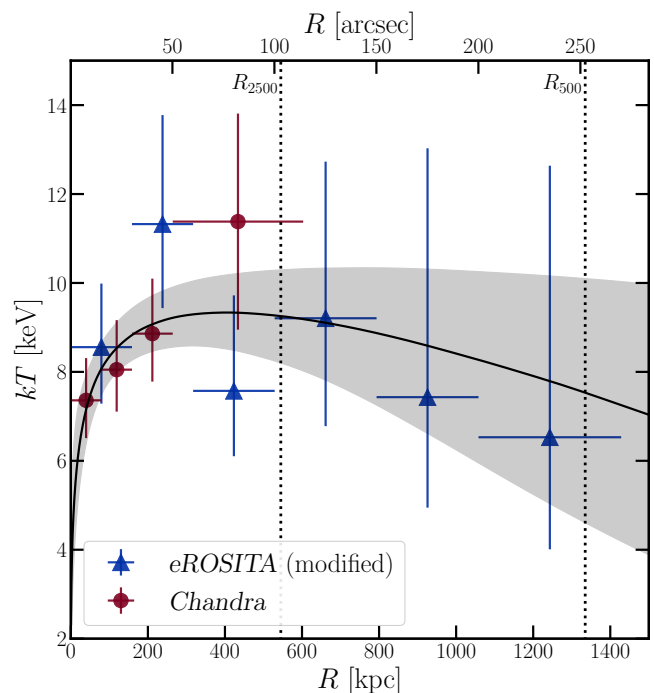 R [arcsec]
0 50 100 150 200 250
R₂₅₀₀ R₅₀₀
14
12
10
8
6
4
2
kT [keV]
eROSITA (modified)
Chandra
0 200 400 600 800 1000 1200 1400
R [kpc]